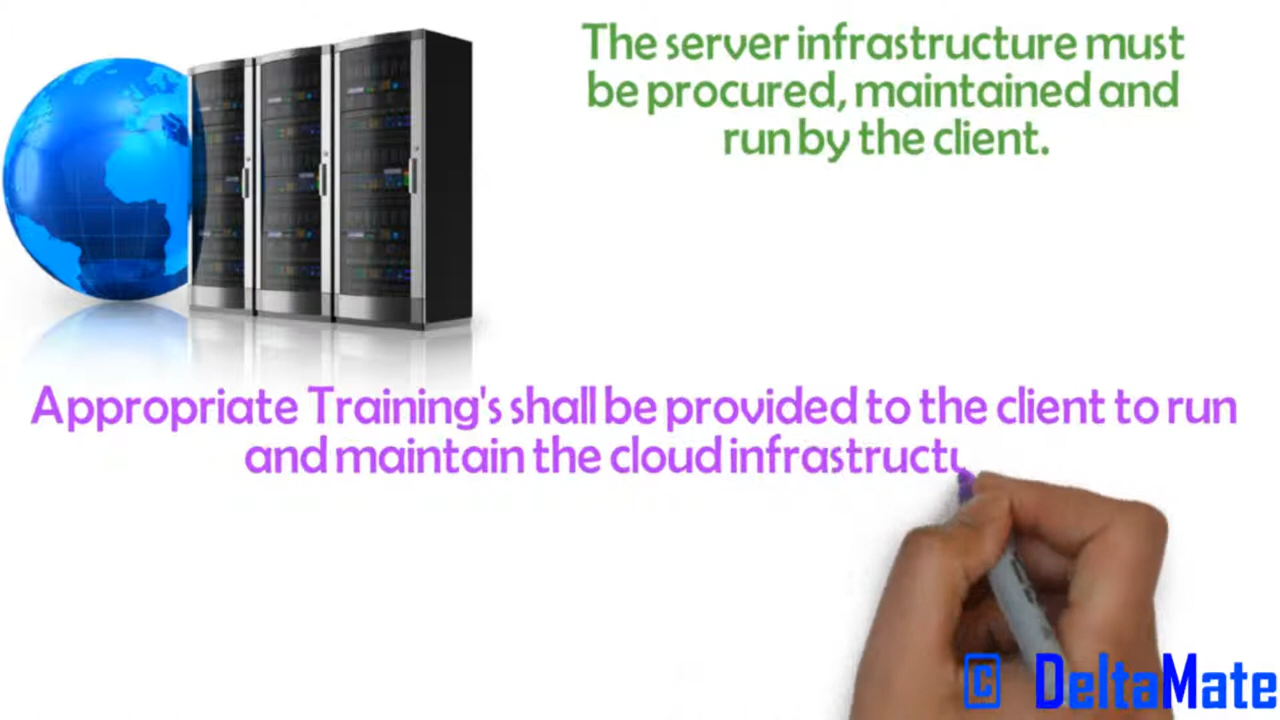 The server infrastructure must
be procured, maintained and
run by the client.
Appropriate Training's shall be provided to the client to run
and maintain the cloud infrastructu
© DeltaMate